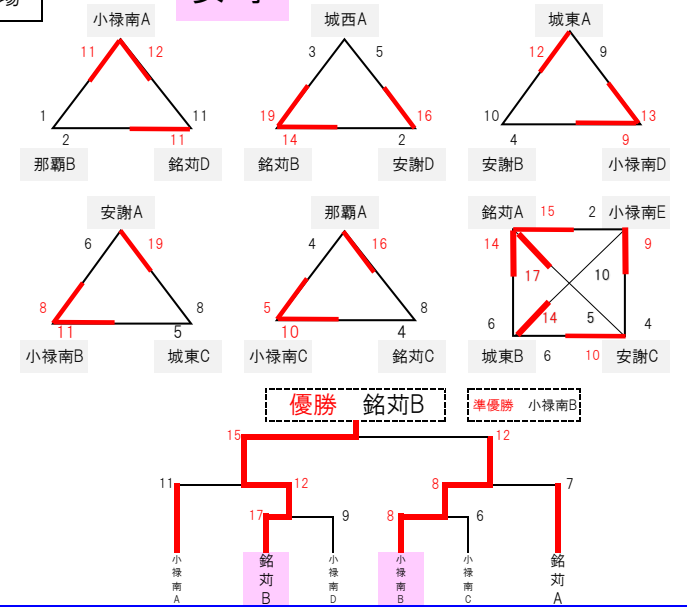 場
小禄南A 城西A 城東A
11 12 3 5 12 9
1 11 19 16 10 13
2 11 14 2 4 9
那覇B 銘苅D 銘苅B 安謝D 安謝B 小禄南D
安謝A 那覇A 銘苅A 15 2 小禄南E
6 19 4 16 14 9
17 10
8 8 5 8 14 5
11 5 10 4 6 4
小禄南B 城東C 小禄南C 銘苅C 城東B 6 10 安謝C
優勝 銘苅B 準優勝 小禄南B
15 12
11 12 8 7
17 9 8 6
小禄南A 銘苅B 小禄南D 小禄南B 小禄南C 銘苅A